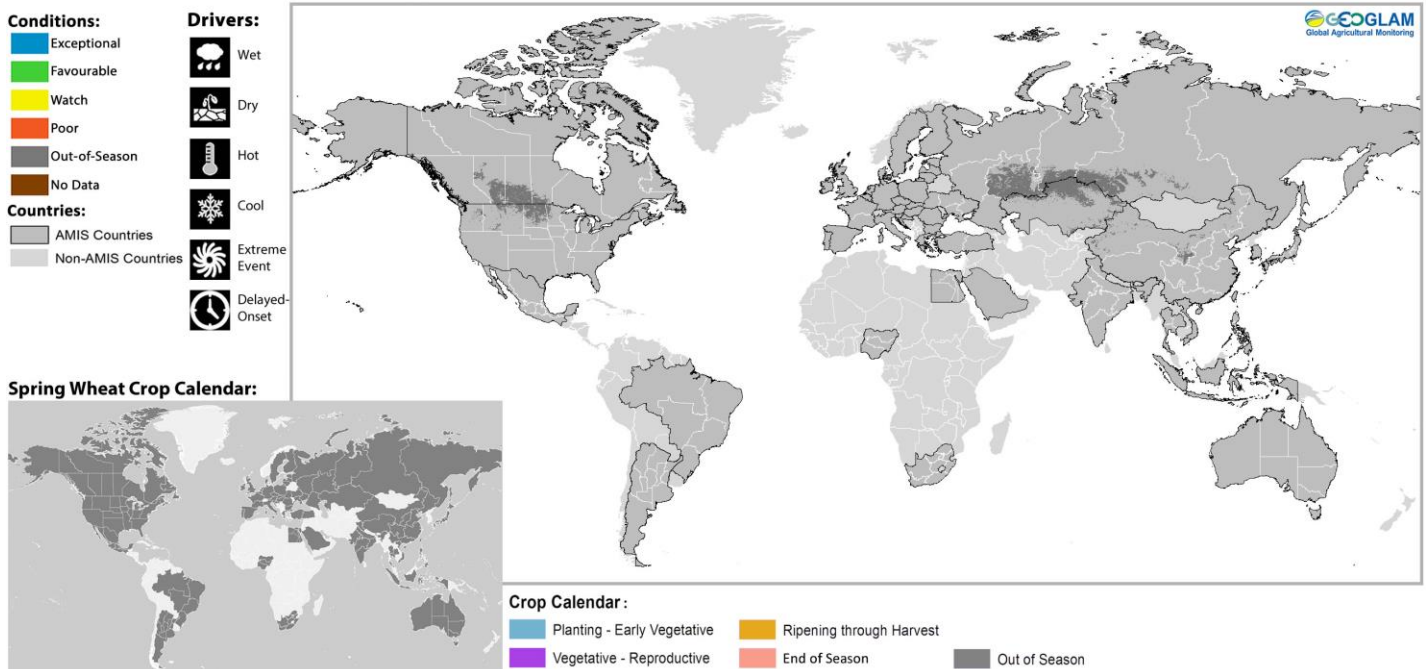 Conditions:
Exceptional
Favourable
Watch
Poor
Out-of-Season
No Data
Countries:
AMIS Countries
Non-AMIS Countries
Drivers:
Wet
Dry
Hot
Cool
Extreme
Event
Delayed-
Onset
GEOGLAM
Global Agricultural Monitoring
Spring Wheat Crop Calendar:
Crop Calendar :
Planting - Early Vegetative
Vegetative - Reproductive
Ripening through Harvest
End of Season
Out of Season